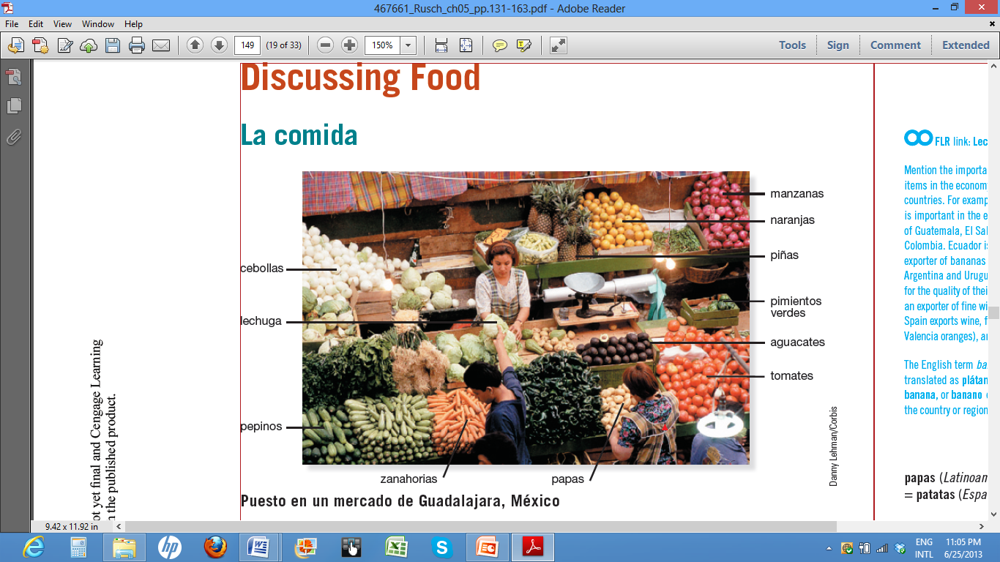 467661_Rusch_ch05_pp.131-163.pdf - Adobe Reader
File Edit View Window Help
149 (19 of 33) 150% Tools Sign Comment Extended
Discussing Food
La comida
manzanas
naranjas
piñas
pimientos
verdes
aguacates
tomates
cebollas
lechuga
pepinos
zanahorias
papas
Danny Lehman/Corbis
Puesto en un mercado de Guadalajara, México
ot yet final and Cengage Learning
n the published product.
FLR link: Lec
Mention the importa
items in the econom
countries. For examp
is important in the e
of Guatemala, El Sal
Colombia. Ecuador is
exporter of bananas
Argentina and Urugu
for the quality of thei
an exporter of fine wi
Spain exports wine, f
Valencia oranges), an
The English term ba
translated as plátan
banana, or banano
the country or region
papas (Latinoam
= patatas (Espa
9.42 x 11.92 in
hp
ENG 11:05 PM
INTL 6/25/2013